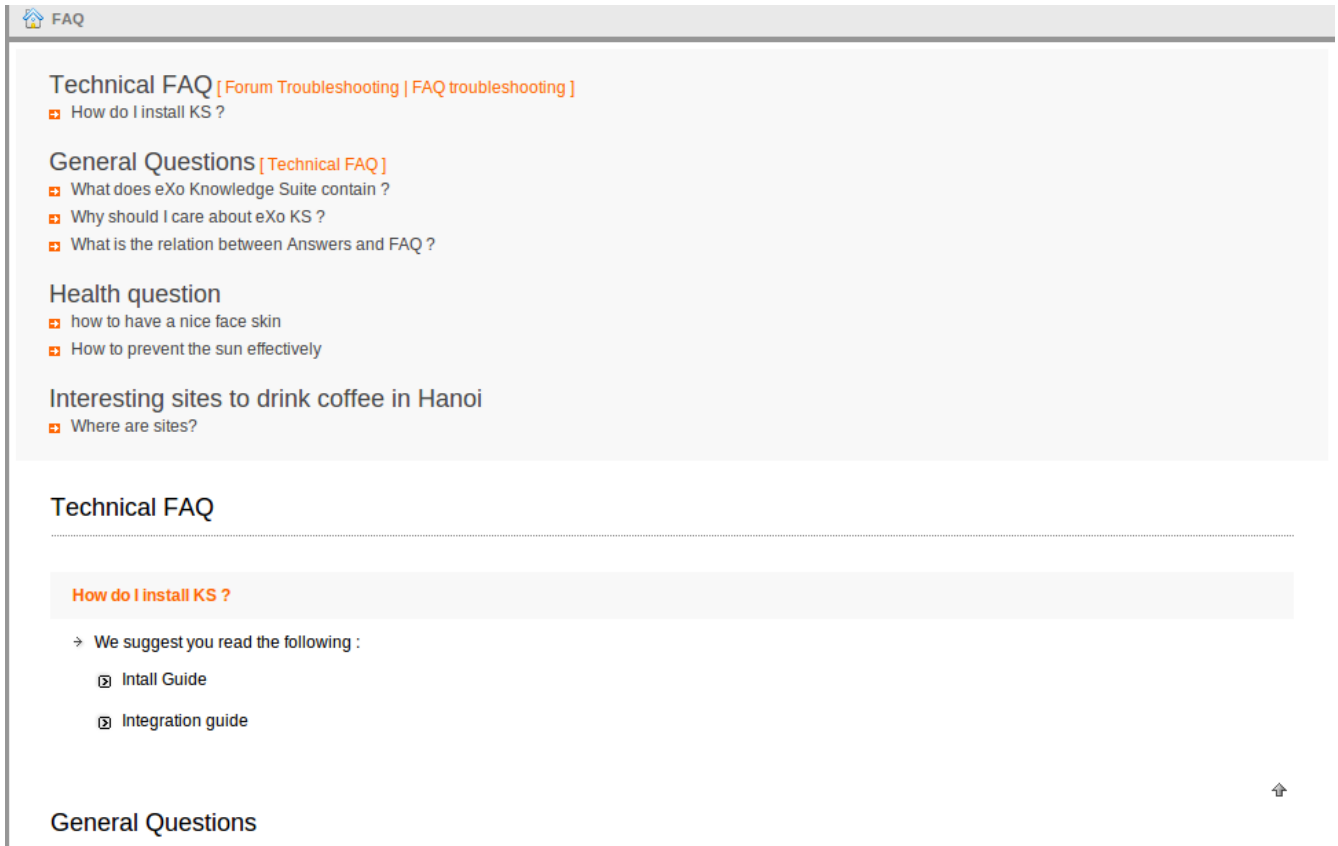 FAQ
Technical FAQ [ Forum Troubleshooting | FAQ troubleshooting ]
How do I install KS ?
General Questions [ Technical FAQ ]
What does eXo Knowledge Suite contain ?
Why should I care about eXo KS ?
What is the relation between Answers and FAQ ?
Health question
how to have a nice face skin
How to prevent the sun effectively
Interesting sites to drink coffee in Hanoi
Where are sites?
Technical FAQ
How do I install KS ?
We suggest you read the following :
Intall Guide
Integration guide
General Questions